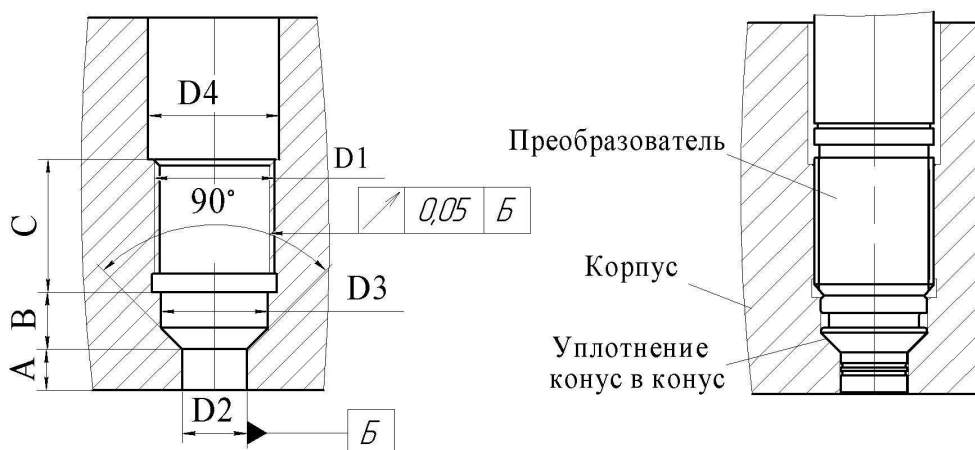 D4
D1
90°
0,05 Б
C
D3
B
A
D2
Б
Преобразователь
Корпус
Уплотнение
конус в конус